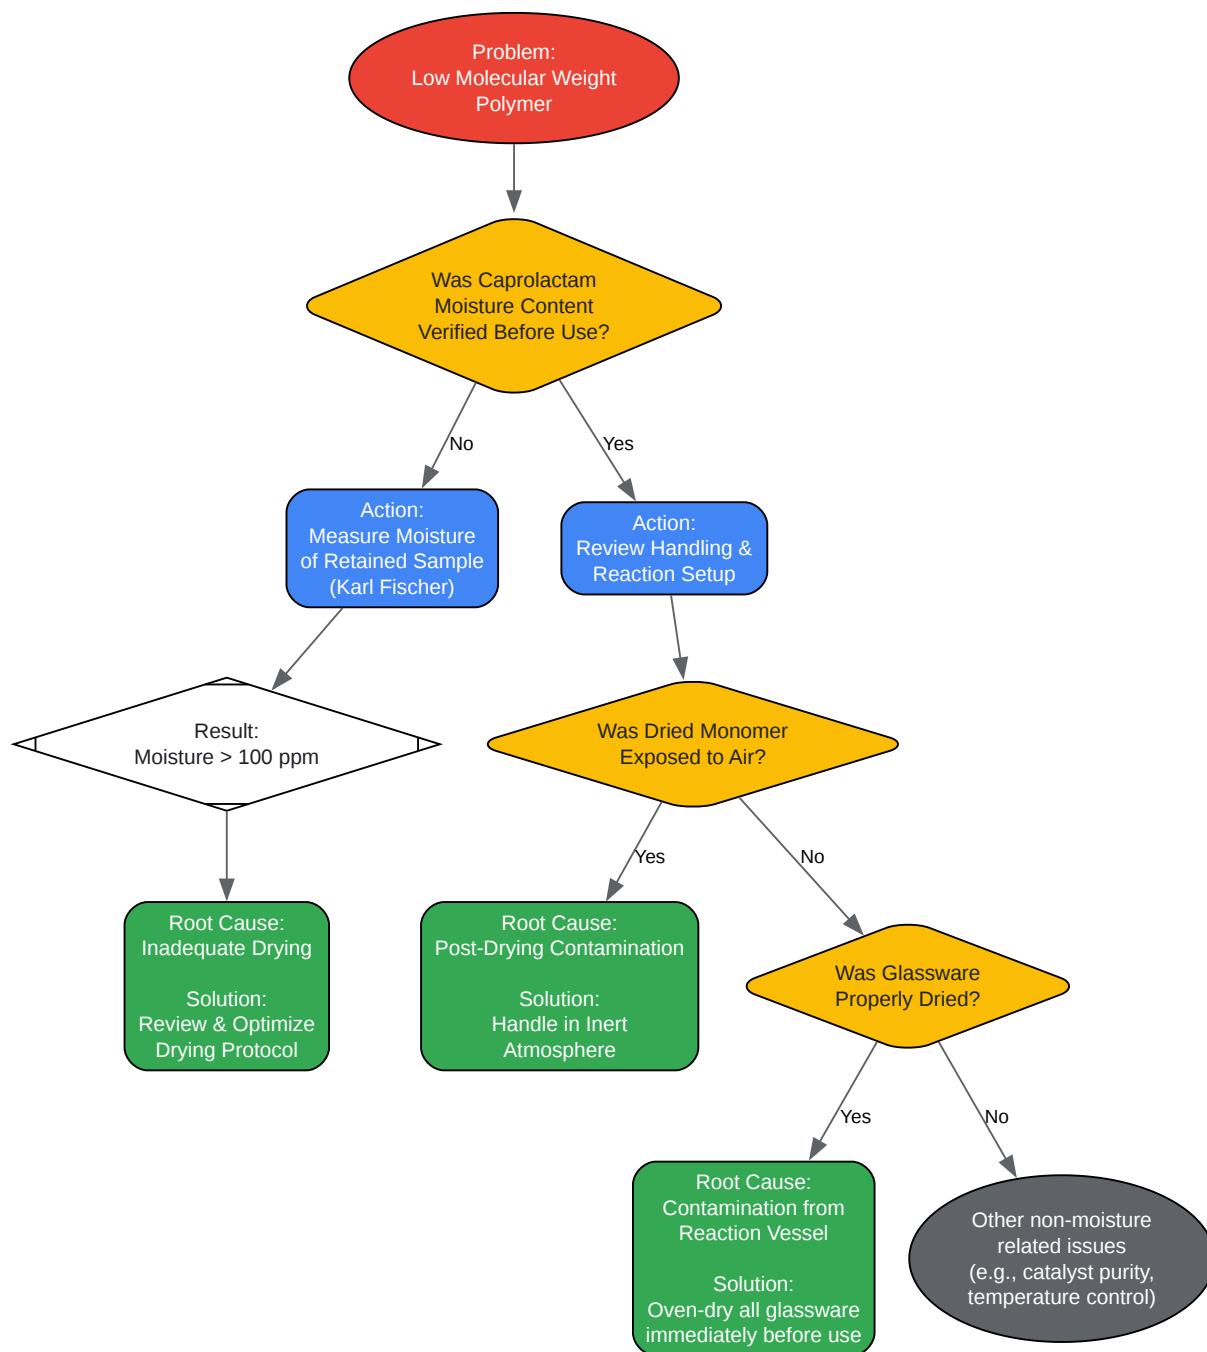 Problem:
Low Molecular Weight
Polymer
Was Caprolactam
Moisture Content
Verified Before Use?
No
Yes
Action:
Measure Moisture
of Retained Sample
(Karl Fischer)
Action:
Review Handling &
Reaction Setup
Result:
Moisture > 100 ppm
Was Dried Monomer
Exposed to Air?
Yes
No
Root Cause:
Inadequate Drying
Solution:
Review & Optimize
Drying Protocol
Root Cause:
Post-Drying Contamination
Solution:
Handle in Inert
Atmosphere
Was Glassware
Properly Dried?
Yes
No
Root Cause:
Contamination from
Reaction Vessel
Solution:
Oven-dry all glassware
immediately before use
Other non-moisture
related issues
(e.g., catalyst purity,
temperature control)